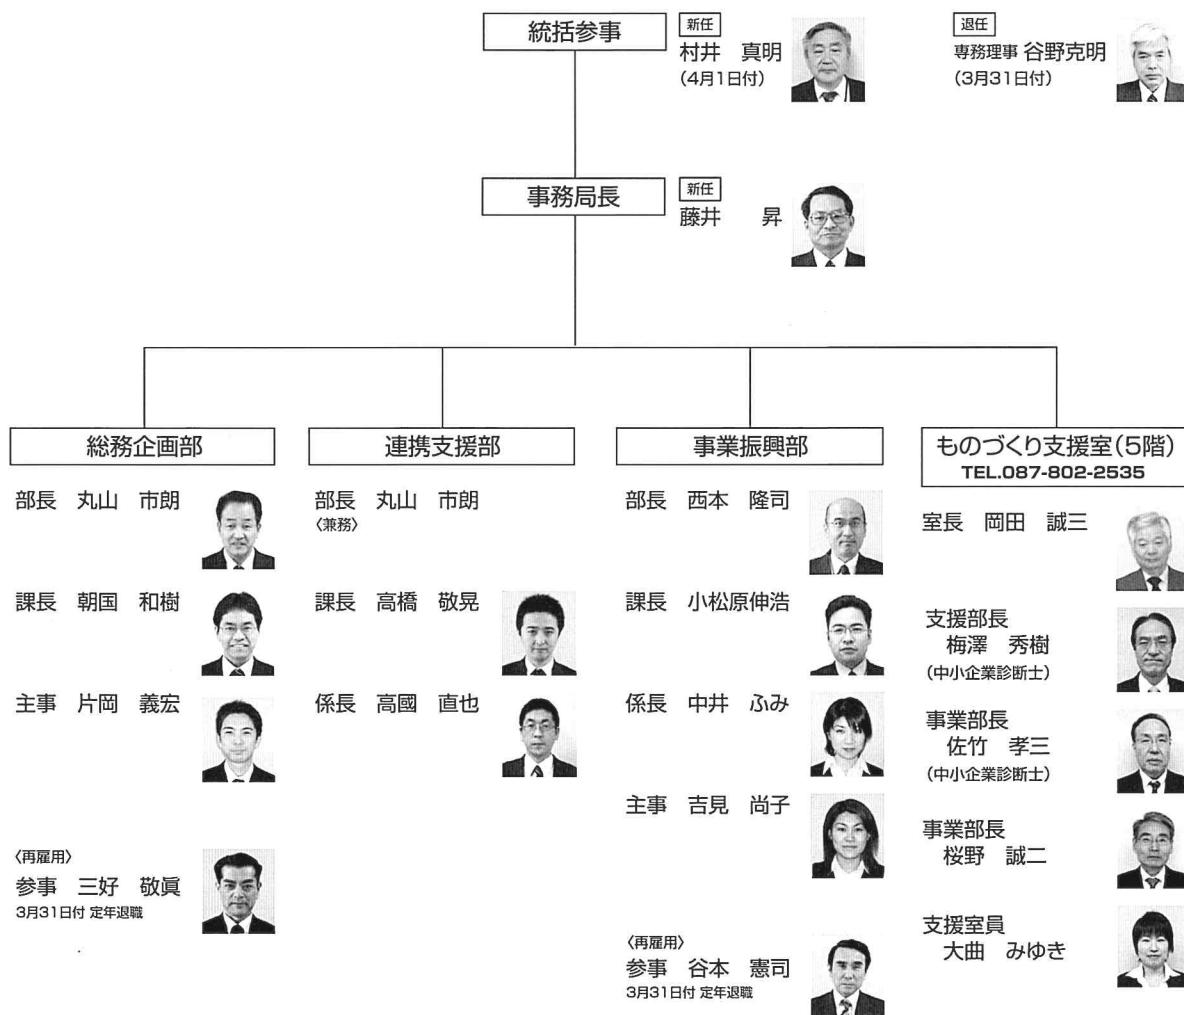 統括参事
新任
村井 真明
(4月1日付)
退任
専務理事 谷野克明
(3月31日付)
事務局長
新任
藤井 昇
総務企画部
部長 丸山 市朗
課長 朝国 和樹
主事 片岡 義宏
〈再雇用〉
参事 三好 敬眞
3月31日付 定年退職
連携支援部
部長 丸山 市朗
〈兼務〉
課長 高橋 敬晃
係長 高國 直也
事業振興部
部長 西本 隆司
課長 小松原伸浩
係長 中井 ふみ
主事 吉見 尚子
〈再雇用〉
参事 谷本 憲司
3月31日付 定年退職
ものづくり支援室(5階)
TEL.087-802-2535
室長 岡田 誠三
支援部長
梅澤 秀樹
(中小企業診断士)
事業部長
佐竹 孝三
(中小企業診断士)
事業部長
桜野 誠二
支援室員
大曲 みゆき